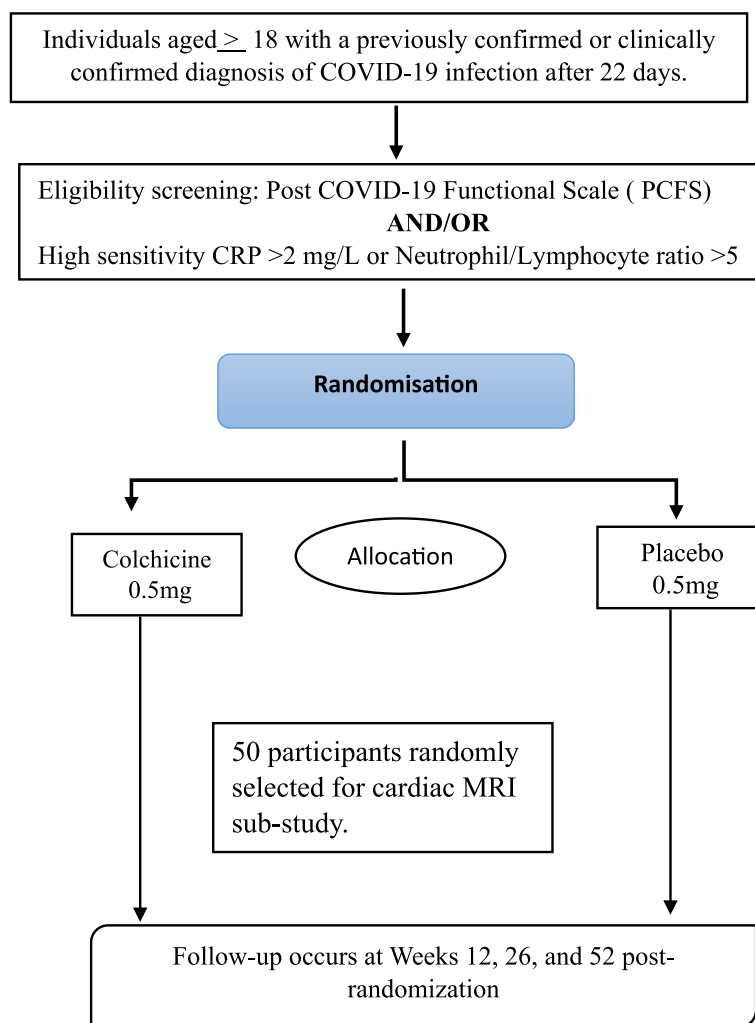 Individuals aged > 18 with a previously confirmed or clinically
confirmed diagnosis of COVID-19 infection after 22 days.
Eligibility screening: Post COVID-19 Functional Scale ( PCFS)
AND/OR
High sensitivity CRP >2 mg/L or Neutrophil/Lymphocyte ratio >5
Randomisation
Colchicine
0.5mg
Allocation
Placebo
0.5mg
50 participants randomly
selected for cardiac MRI
sub-study.
Follow-up occurs at Weeks 12, 26, and 52 post-
randomization